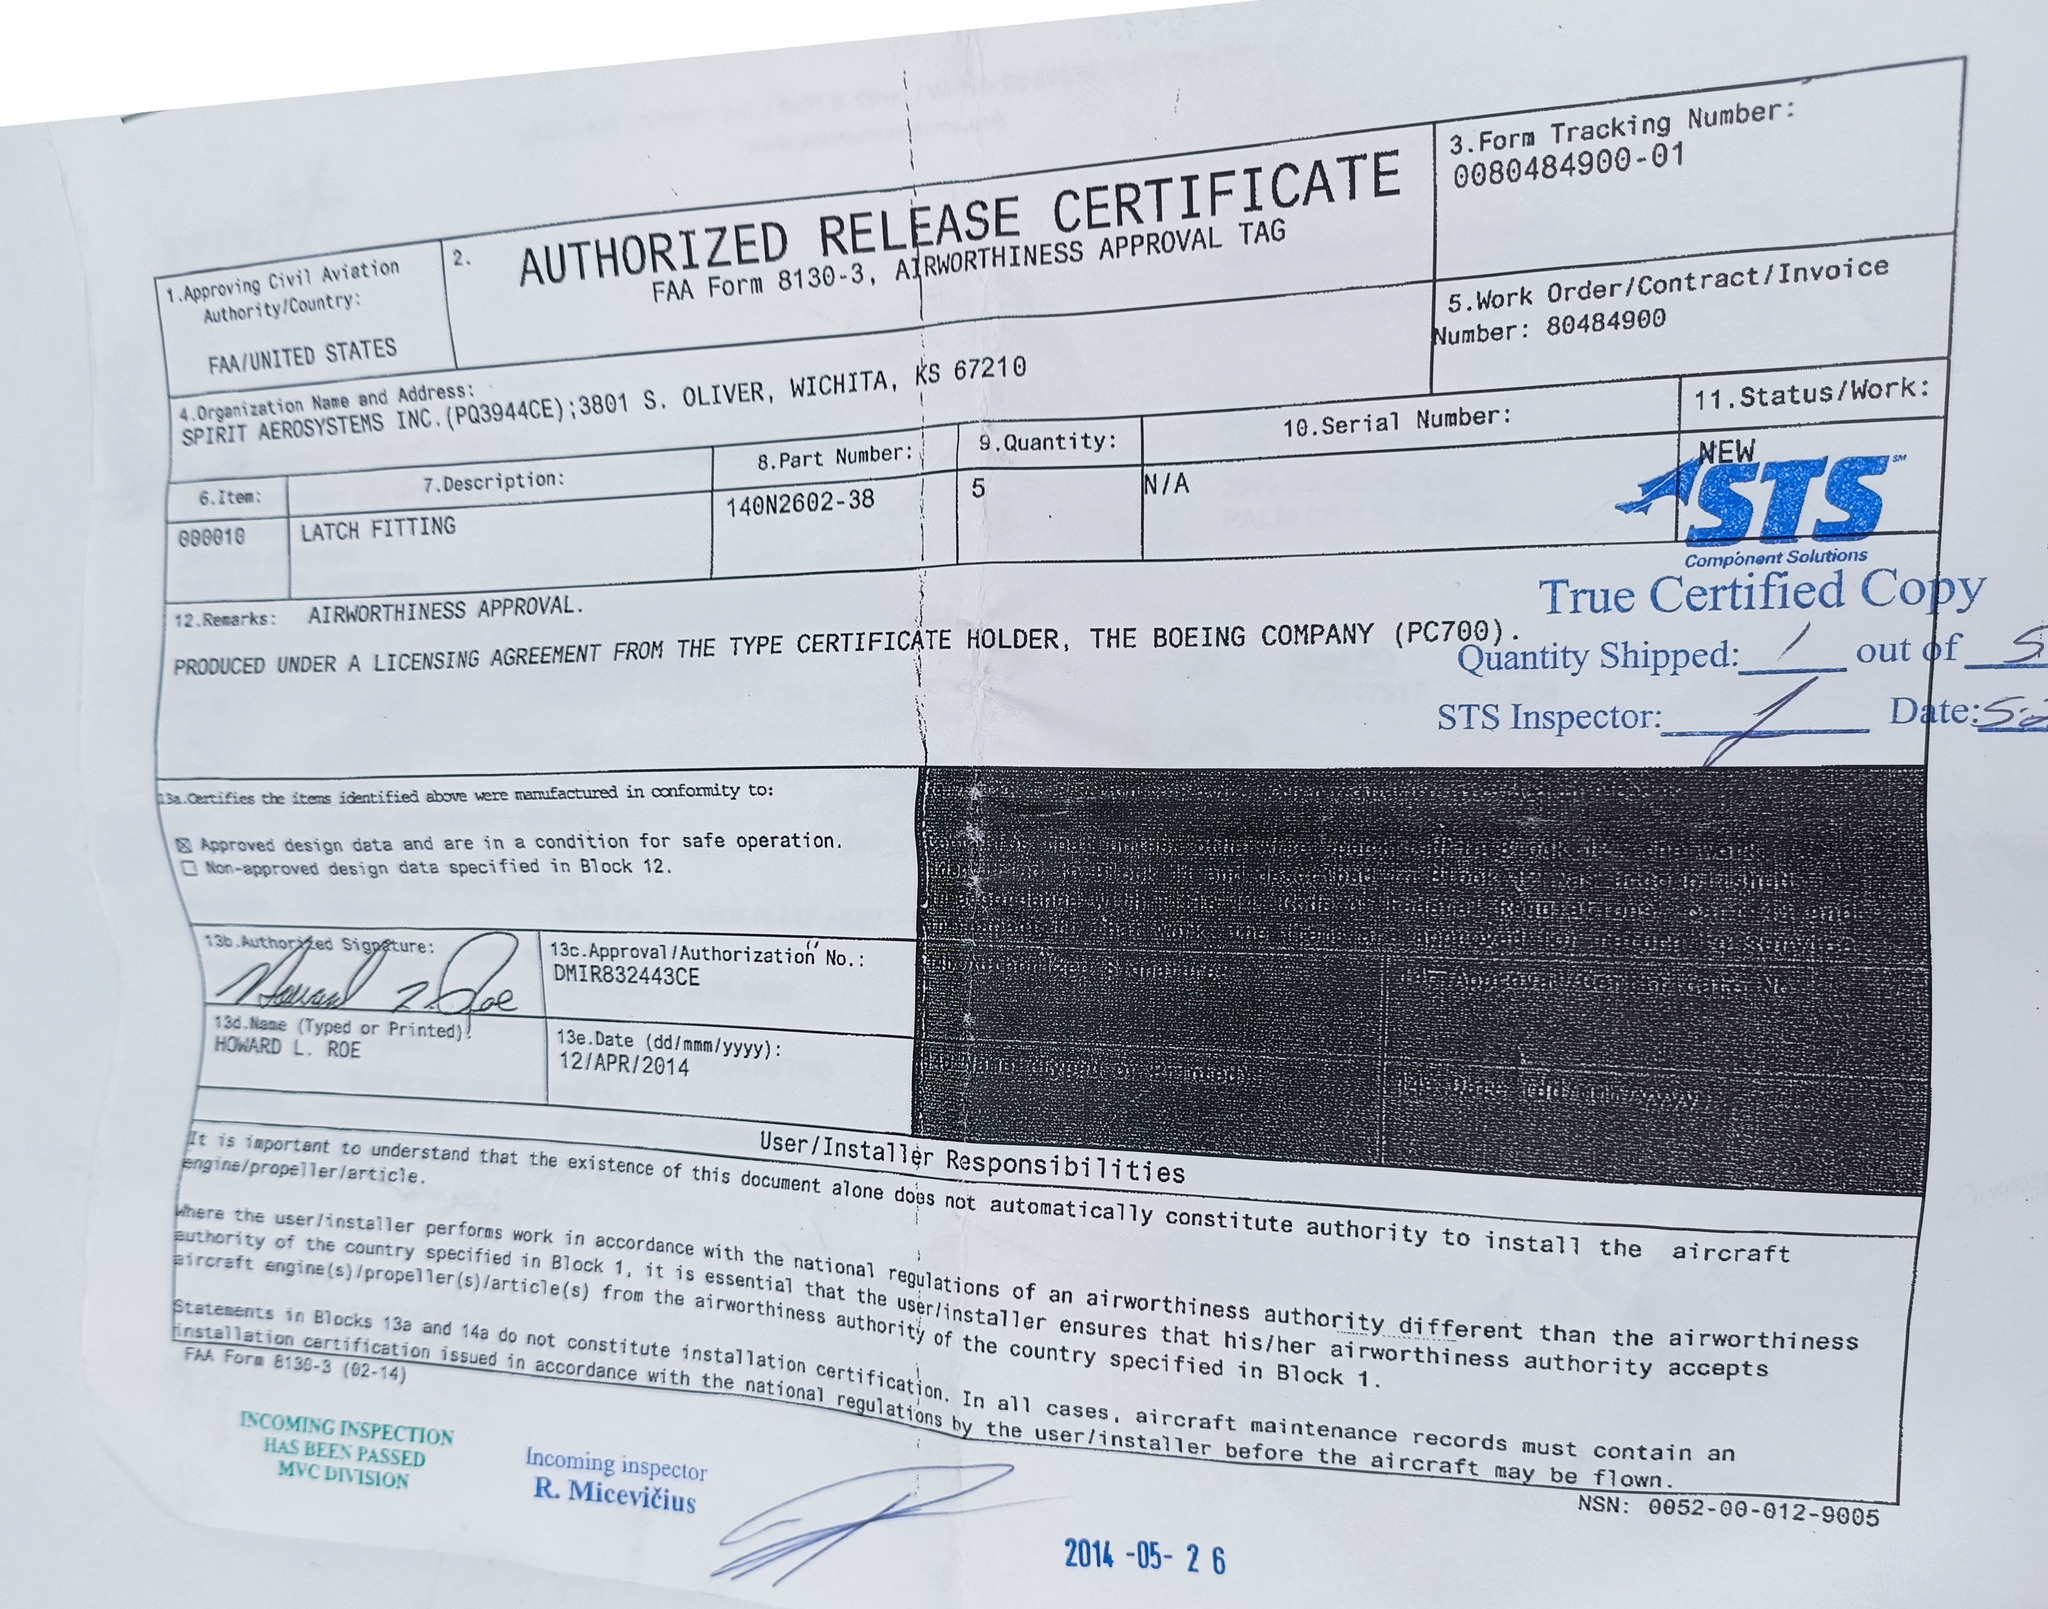 1.Approving Civil Aviation
Authority/Country:
FAA/UNITED STATES
2.
AUTHORIZED RELEASE CERTIFICATE
FAA Form 8130-3, AIRWORTHINESS APPROVAL TAG
3.Form Tracking Number:
0080484900-01
4.Organization Name and Address:
SPIRIT AEROSYSTEMS INC.(PQ3944CE);3801 S. OLIVER, WICHITA, KS 67210
5.Work Order/Contract/Invoice
Number: 80484900
6.Item:
7.Description:
8.Part Number:
9.Quantity:
10.Serial Number:
11.Status/Work:
000010
LATCH FITTING
140N2602-38
5
N/A
NEW
STS SM
Component Solutions
True Certified Copy
Quantity Shipped: 1 out of 5
STS Inspector:
Date:
12.Remarks: AIRWORTHINESS APPROVAL.
PRODUCED UNDER A LICENSING AGREEMENT FROM THE TYPE CERTIFICATE HOLDER, THE BOEING COMPANY (PC700).
13a.Certifies the items identified above were manufactured in conformity to:
☒ Approved design data and are in a condition for safe operation.
☐ Non-approved design data specified in Block 12.
13b.Authorized Signature:
Howard L. Roe
13c.Approval/Authorization No.:
DMIR832443CE
13d.Name (Typed or Printed):
HOWARD L. ROE
13e.Date (dd/mmm/yyyy):
12/APR/2014
User/Installer Responsibilities
It is important to understand that the existence of this document alone does not automatically constitute authority to install the aircraft
engine/propeller/article.
Where the user/installer performs work in accordance with the national regulations of an airworthiness authority different than the airworthiness
authority of the country specified in Block 1, it is essential that the user/installer ensures that his/her airworthiness authority accepts
aircraft engine(s)/propeller(s)/article(s) from the airworthiness authority of the country specified in Block 1.
Statements in Blocks 13a and 14a do not constitute installation certification. In all cases, aircraft maintenance records must contain an
installation certification issued in accordance with the national regulations by the user/installer before the aircraft may be flown.
FAA Form 8130-3 (02-14)
NSN: 0052-00-012-9005
INCOMING INSPECTION
HAS BEEN PASSED
MVC DIVISION
Incoming inspector
R. Micevičius
2014-05-26